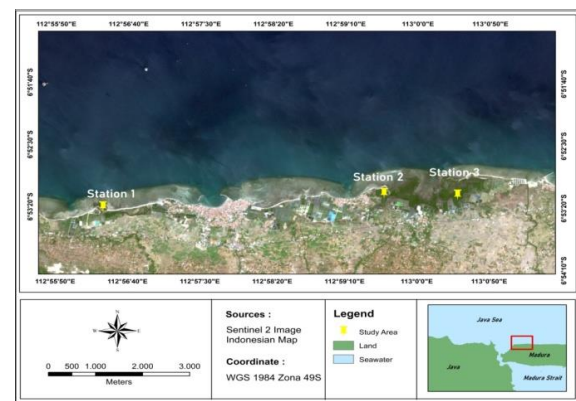 112°55'50"E 112°56'40"E 112°57'30"E 112°58'20"E 112°59'10"E 113°0'0"E 113°0'50"E
6°51'40"S 6°51'40"S
6°52'30"S 6°52'30"S
Station 1 Station 2 Station 3
6°53'20"S 6°53'20"S
6°54'10"S
112°55'50"E 112°56'40"E 112°57'30"E 112°58'20"E 112°59'10"E 113°0'0"E 113°0'50"E
N
W E
S
0 500 1.000 2.000 3.000
Meters
Sources :
Sentinel 2 Image
Indonesian Map
Coordinate :
WGS 1984 Zona 49S
Legend
Study Area
Land
Seawater
Java Sea
Madura
Java
Madura Strait